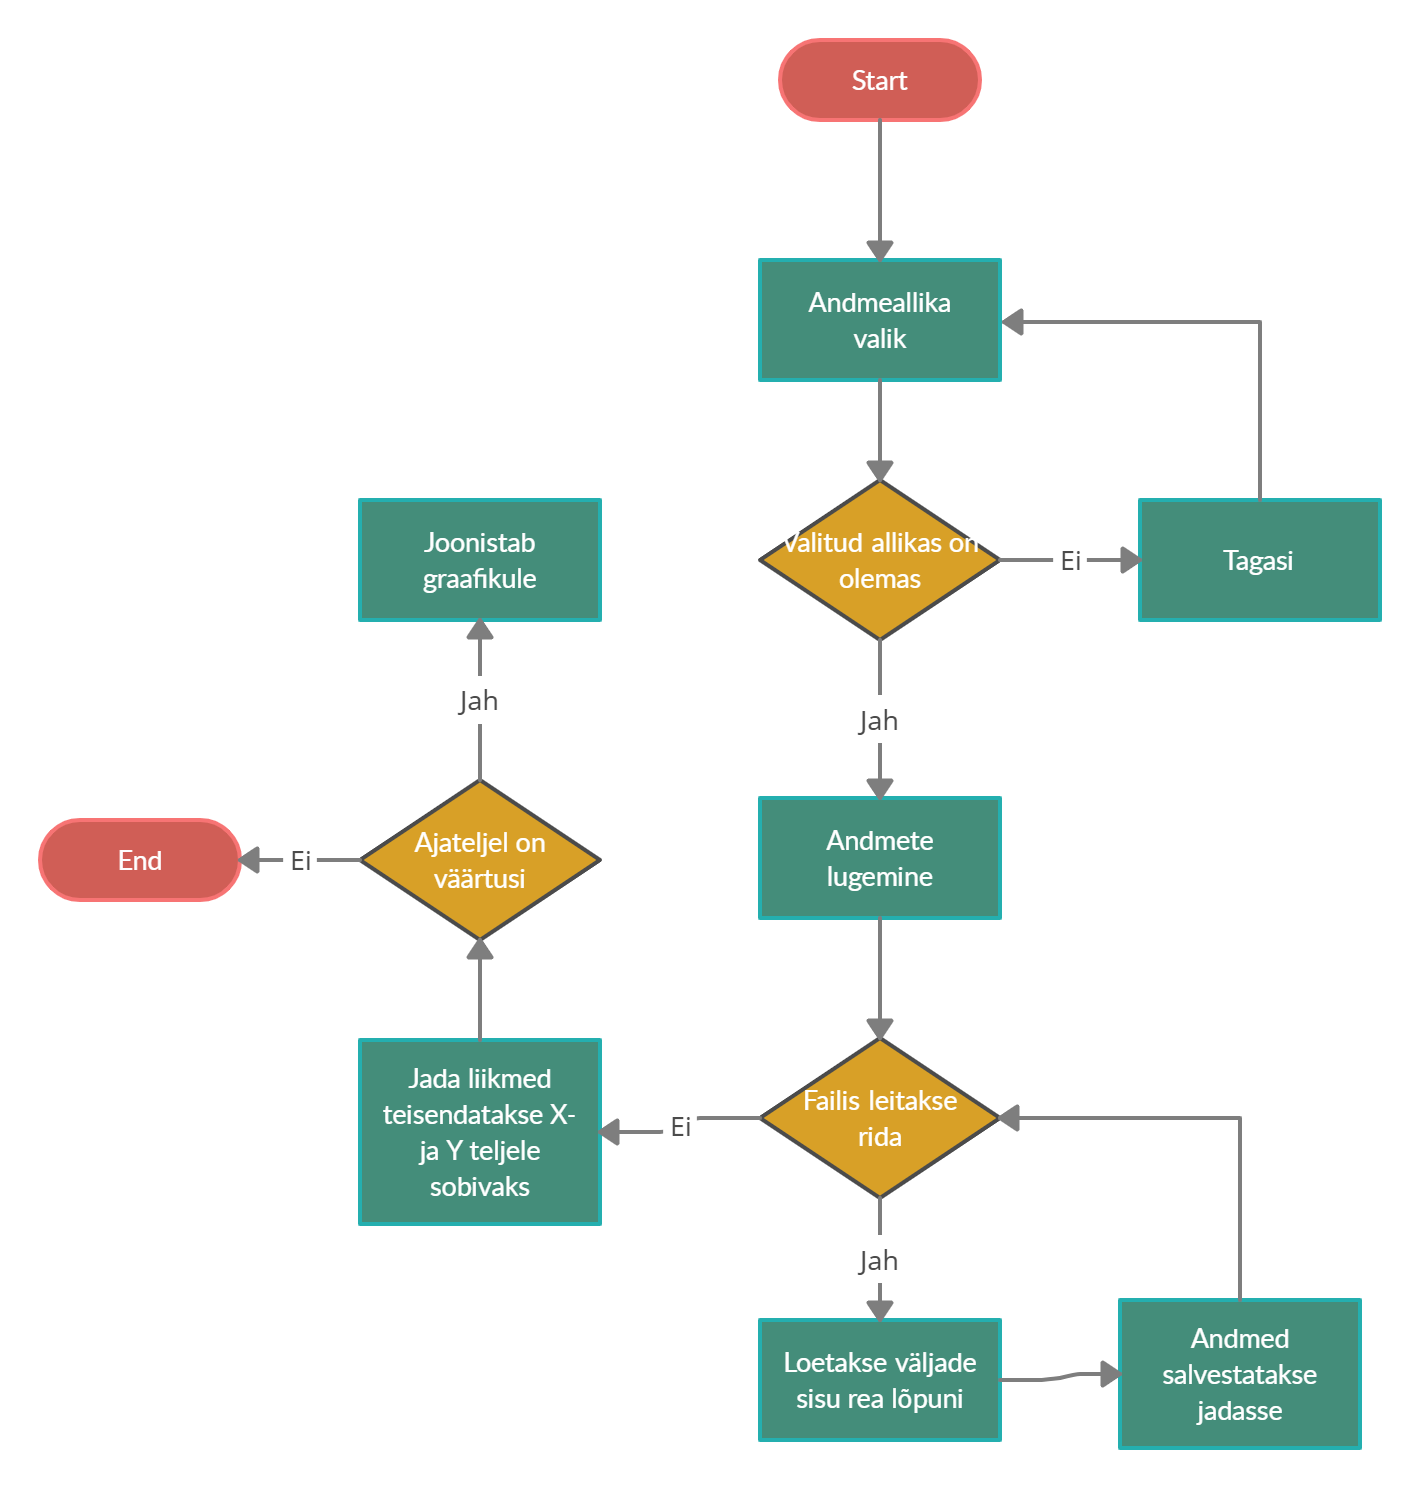 Start
Andmeallika
valik
Valitud allikas on
olemas
Ei
Tagasi
Jah
Joonistab
graafikule
Jah
Ajateljel on
väärtusi
Ei
End
Andmete
lugemine
Failis leitakse
rida
Ei
Jada liikmed
teisendatakse X-
ja Y teljele
sobivaks
Jah
Loetakse väljade
sisu rea lõpuni
Andmed
salvestatakse
jadasse